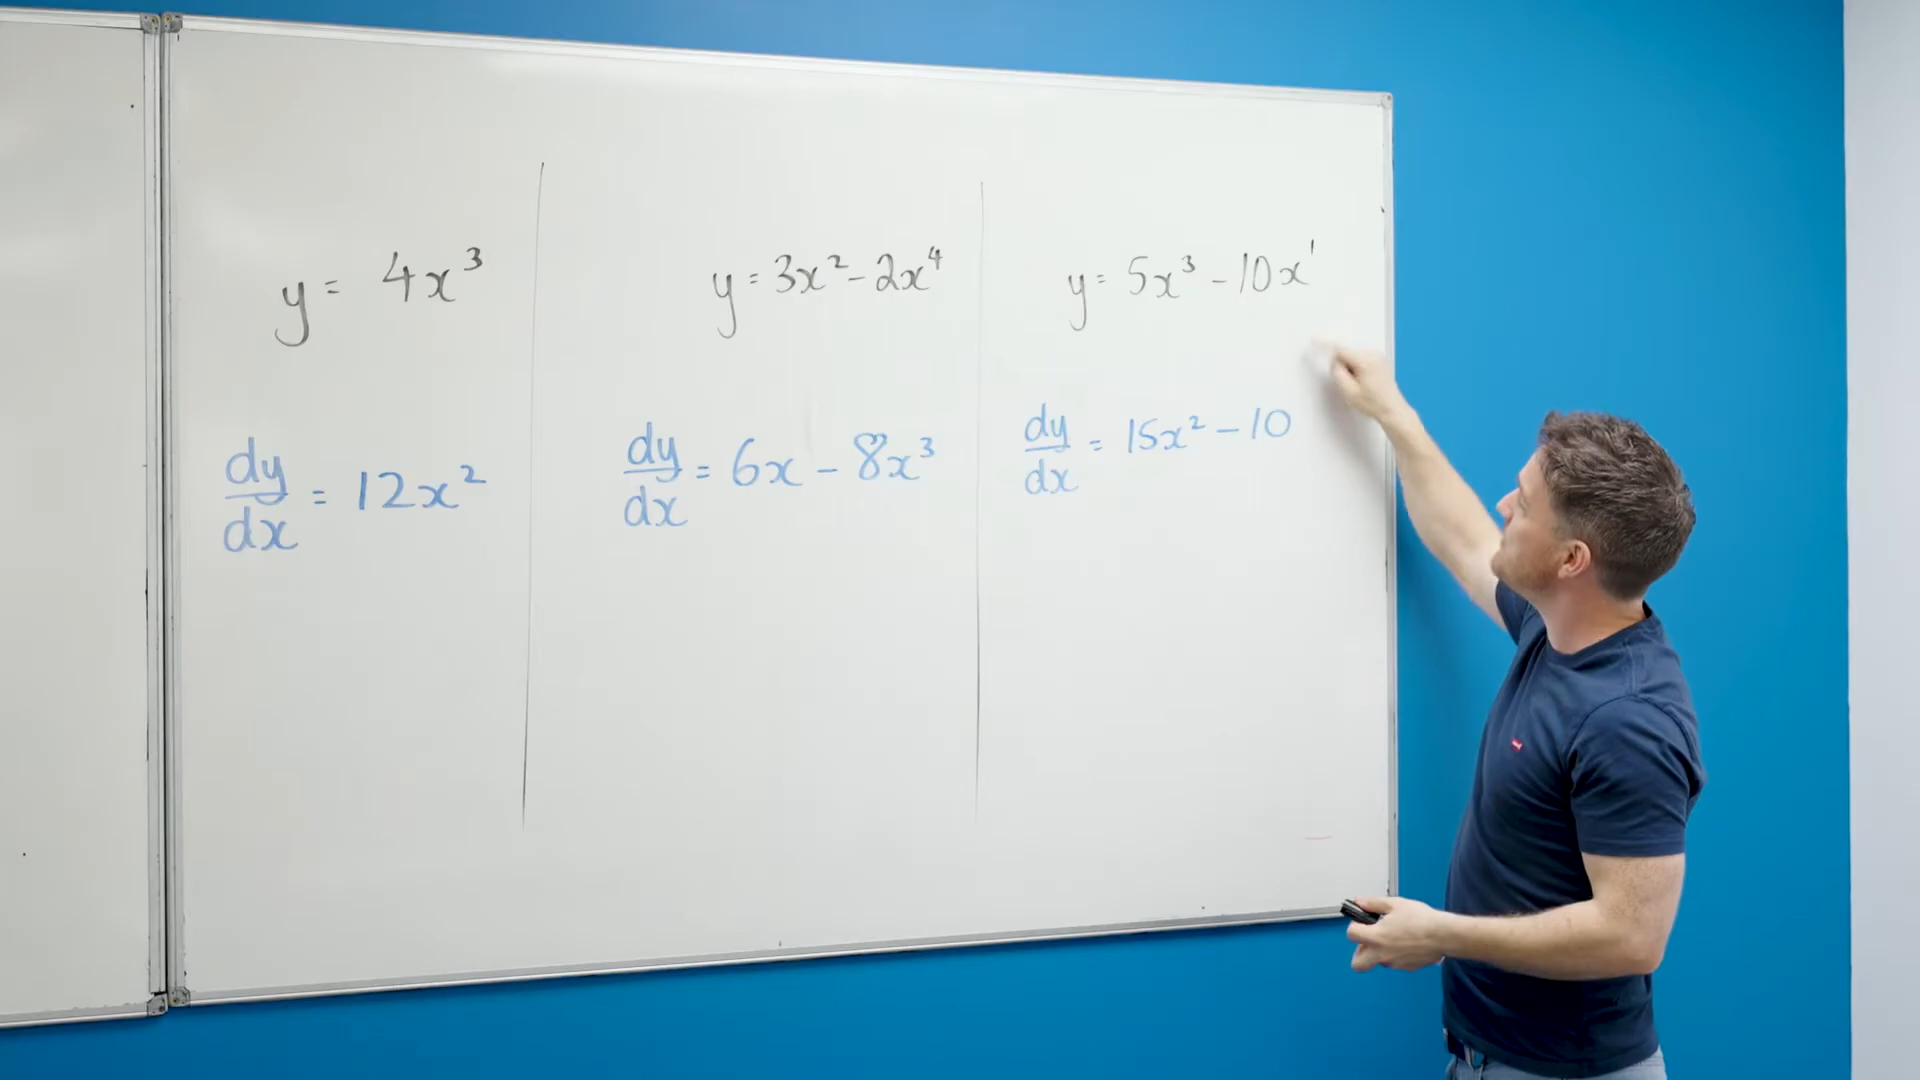 y = 4x³
dy/dx = 12x²
y = 3x² - 2x⁴
dy/dx = 6x - 8x³
y = 5x³ - 10x¹
dy/dx = 15x² - 10